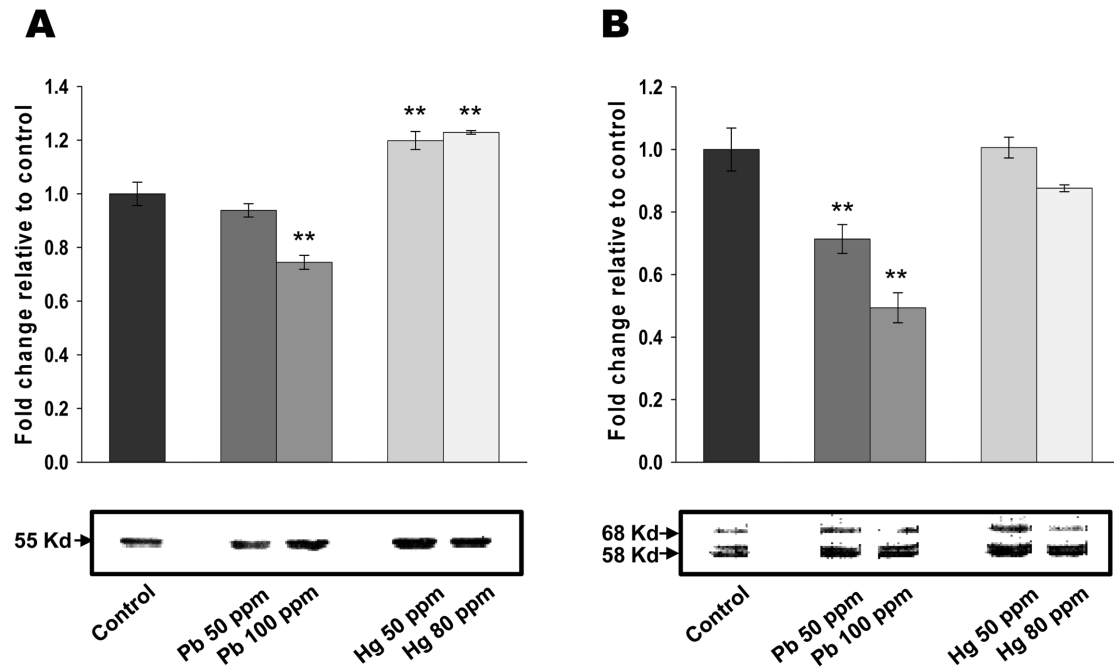 A
Fold change relative to control
1.4
1.2
1.0
0.8
0.6
0.4
0.2
0.0
**
**
**
55 Kd
Control
Pb 50 ppm
Pb 100 ppm
Hg 50 ppm
Hg 80 ppm
B
Fold change relative to control
1.2
1.0
0.8
0.6
0.4
0.2
0.0
**
**
68 Kd
58 Kd
Control
Pb 50 ppm
Pb 100 ppm
Hg 50 ppm
Hg 80 ppm